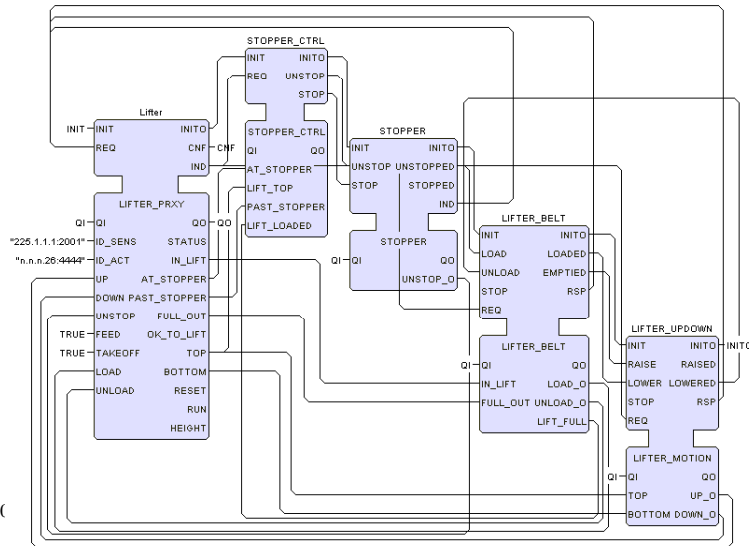 STOPPER_CTRL
INIT INITO
REQ UNSTOP
STOP
STOPPER_CTRL
QI QO
AT_STOPPER
LIFT_TOP
PAST_STOPPER
LIFT_LOADED
Lifter
INIT INIT INITO
REQ CNF CNF
IND
LIFTER_PRXY
QI QI QO QO
"225.1.1.1:2001" ID_SENS STATUS
"n.n.n.26:4444" ID_ACT IN_LIFT
UP AT_STOPPER
DOWN PAST_STOPPER
UNSTOP FULL_OUT
TRUE FEED OK_TO_LIFT
TRUE TAKEOFF TOP
LOAD BOTTOM
UNLOAD RESET
RUN
HEIGHT
STOPPER
INIT INITO
UNSTOP UNSTOPPED
STOP STOPPED
IND
STOPPER
QI QI QO
UNSTOP_O
LIFTER_BELT
INIT INITO
LOAD LOADED
UNLOAD EMPTIED
STOP RSP
REQ
LIFTER_BELT
QI QI QO
IN_LIFT LOAD_O
FULL_OUT UNLOAD_O
LIFT_FULL
LIFTER_UPDOWN
INIT INITO INITO
RAISE RAISED
LOWER LOWERED
STOP RSP
REQ
LIFTER_MOTION
QI QI QO
TOP UP_O
BOTTOM DOWN_O